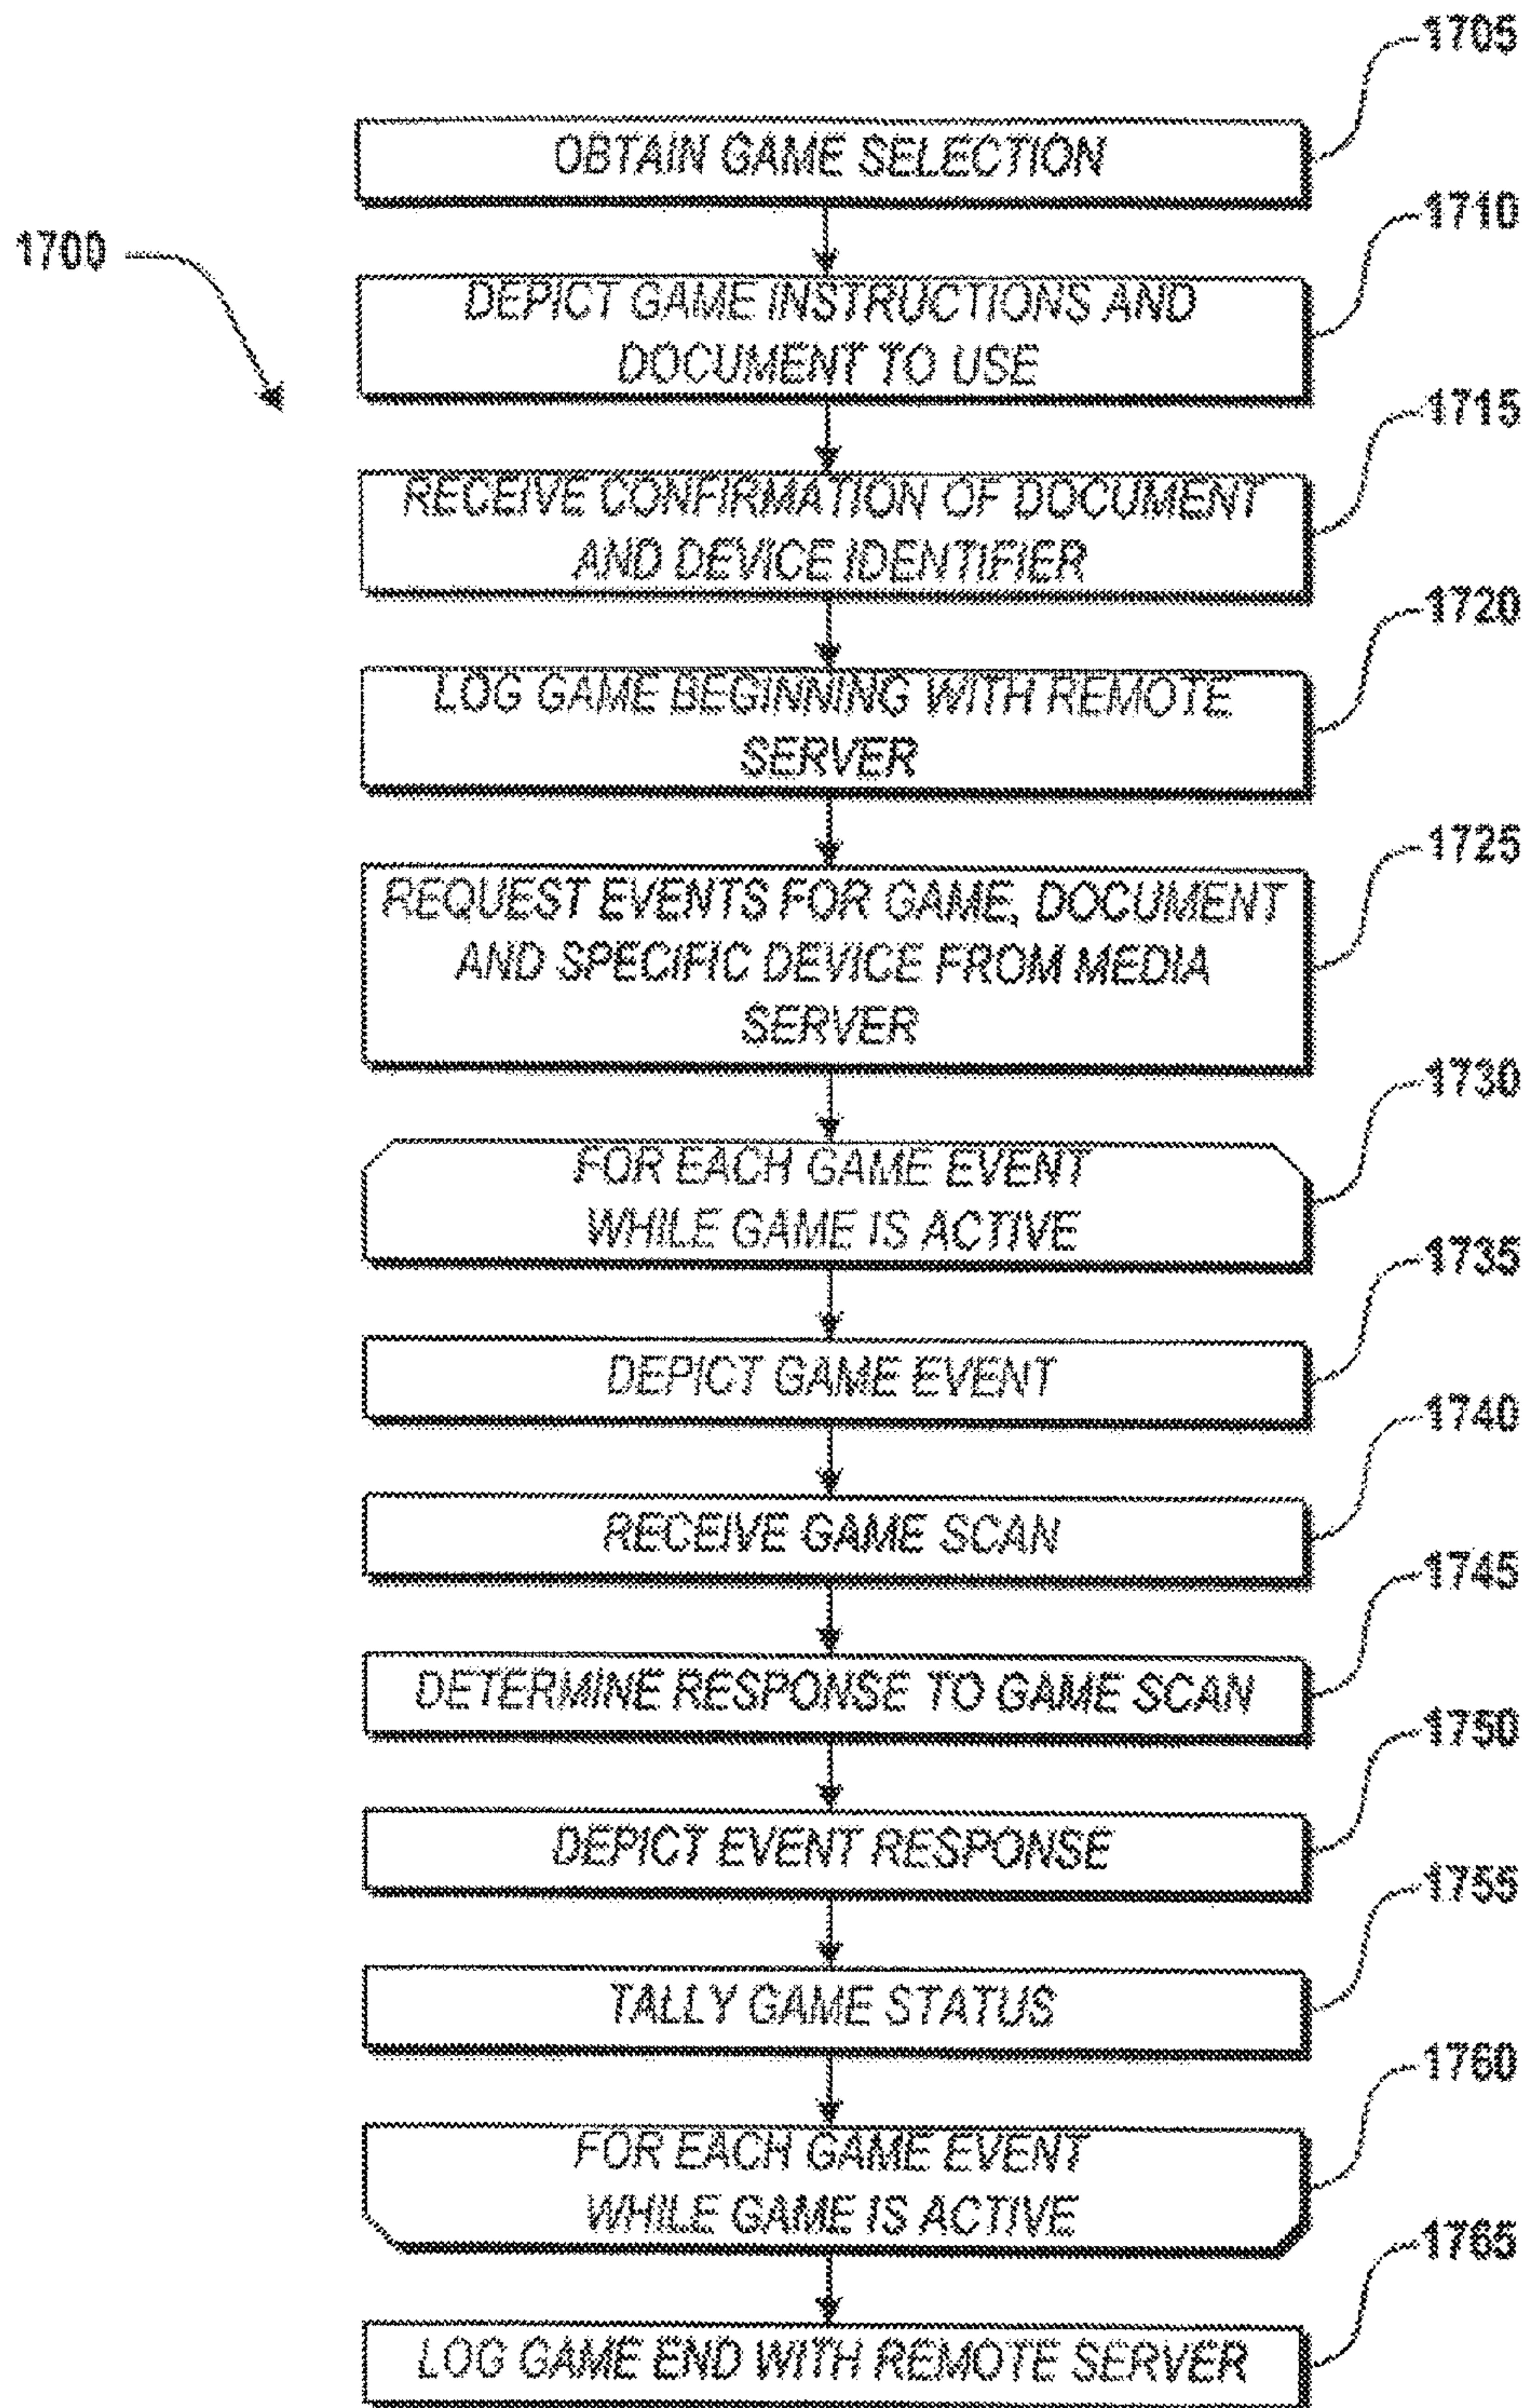 1705
OBTAIN GAME SELECTION
1710
1700
DEPICT GAME INSTRUCTIONS AND
DOCUMENT TO USE
1715
RECEIVE CONFIRMATION OF DOCUMENT
AND DEVICE IDENTIFIER
1720
LOG GAME BEGINNING WITH REMOTE
SERVER
1725
REQUEST EVENTS FOR GAME, DOCUMENT
AND SPECIFIC DEVICE FROM MEDIA
SERVER
1730
FOR EACH GAME EVENT
WHILE GAME IS ACTIVE
1735
DEPICT GAME EVENT
1740
RECEIVE GAME SCAN
1745
DETERMINE RESPONSE TO GAME SCAN
1750
DEPICT EVENT RESPONSE
1755
TALLY GAME STATUS
1760
FOR EACH GAME EVENT
WHILE GAME IS ACTIVE
1765
LOG GAME END WITH REMOTE SERVER